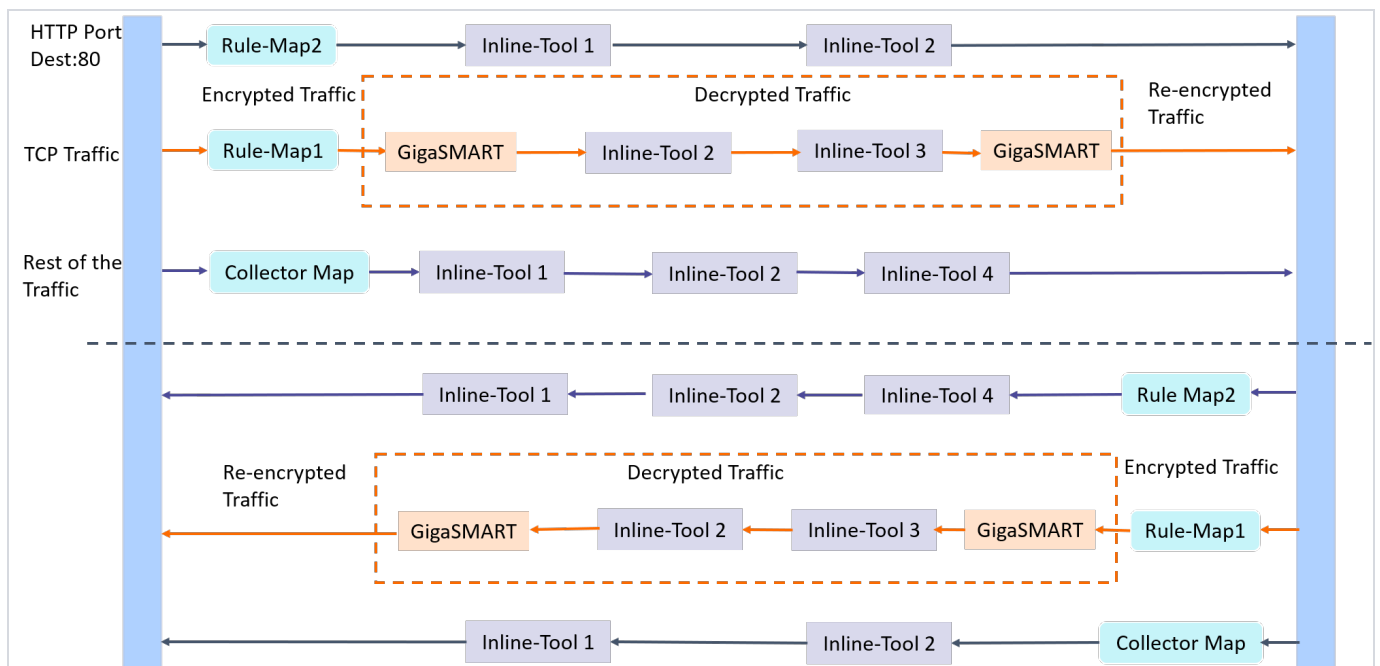 HTTP Port
Dest:80
Rule-Map2
Inline-Tool 1
Inline-Tool 2
Encrypted Traffic
Decrypted Traffic
Re-encrypted
Traffic
TCP Traffic
Rule-Map1
GigaSMART
Inline-Tool 2
Inline-Tool 3
GigaSMART
Rest of the
Traffic
Collector Map
Inline-Tool 1
Inline-Tool 2
Inline-Tool 4
Inline-Tool 1
Inline-Tool 2
Inline-Tool 4
Rule Map2
Re-encrypted
Traffic
Decrypted Traffic
Encrypted Traffic
GigaSMART
Inline-Tool 2
Inline-Tool 3
GigaSMART
Rule-Map1
Inline-Tool 1
Inline-Tool 2
Collector Map